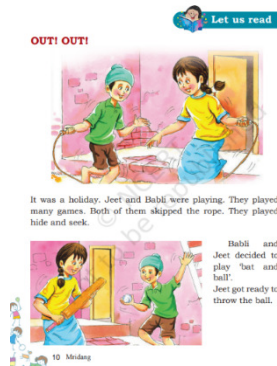 Let us read
OUT! OUT!
It was a holiday. Jeet and Babli were playing. They played
many games. Both of them skipped the rope. They played
hide and seek.
Babli and
Jeet decided to
play ‘bat and
ball’.
Jeet got ready to
throw the ball.
10 Mridang